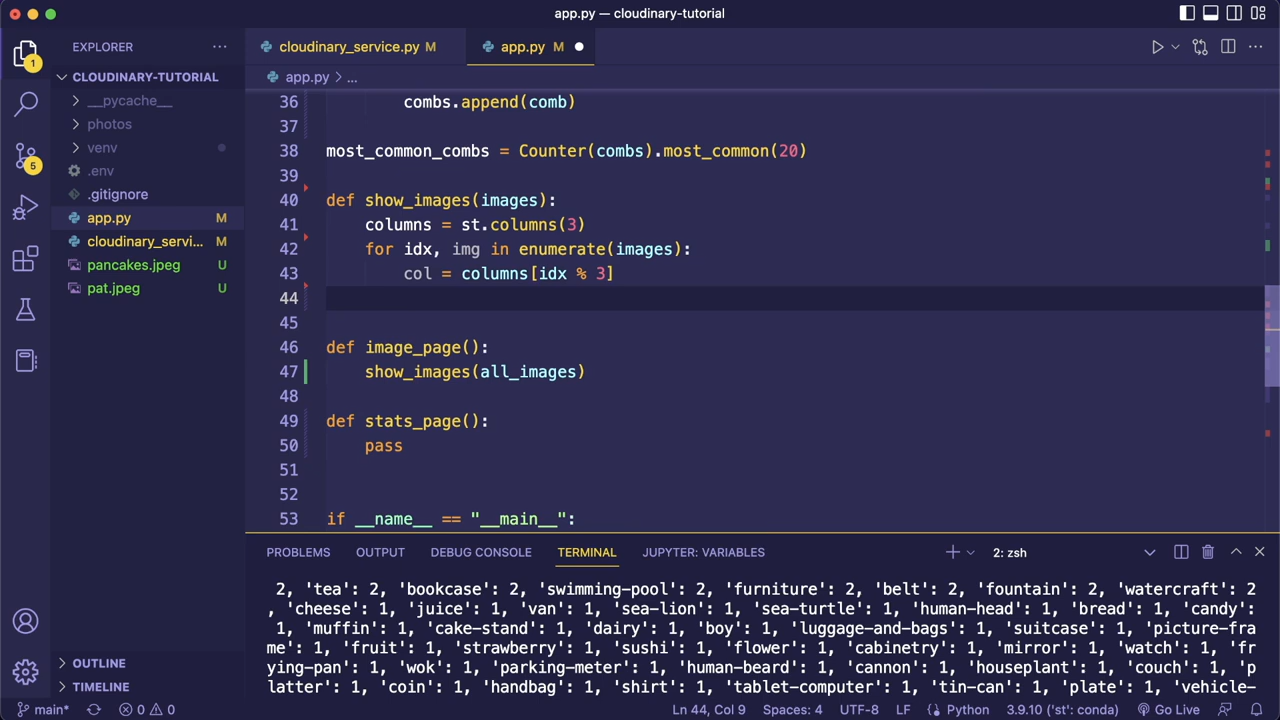 app.py — cloudinary-tutorial
EXPLORER
cloudinary_service.py M
app.py M
CLOUDINARY-TUTORIAL
app.py > ...
__pycache__
photos
venv
.env
.gitignore
app.py M
cloudinary_servi... M
pancakes.jpeg U
pat.jpeg U
1
5
36 combs.append(comb)
37
38 most_common_combs = Counter(combs).most_common(20)
39
40 def show_images(images):
41 columns = st.columns(3)
42 for idx, img in enumerate(images):
43 col = columns[idx % 3]
44
45
46 def image_page():
47 show_images(all_images)
48
49 def stats_page():
50 pass
51
52
53 if __name__ == "__main__":
PROBLEMS OUTPUT DEBUG CONSOLE TERMINAL JUPYTER: VARIABLES 2: zsh
2, 'tea': 2, 'bookcase': 2, 'swimming-pool': 2, 'furniture': 2, 'belt': 2, 'fountain': 2, 'watercraft': 2
, 'cheese': 1, 'juice': 1, 'van': 1, 'sea-lion': 1, 'sea-turtle': 1, 'human-head': 1, 'bread': 1, 'candy':
1, 'muffin': 1, 'cake-stand': 1, 'dairy': 1, 'boy': 1, 'luggage-and-bags': 1, 'suitcase': 1, 'picture-fra
me': 1, 'fruit': 1, 'strawberry': 1, 'sushi': 1, 'flower': 1, 'cabinetry': 1, 'mirror': 1, 'watch': 1, 'fr
ying-pan': 1, 'wok': 1, 'parking-meter': 1, 'human-beard': 1, 'cannon': 1, 'houseplant': 1, 'couch': 1, 'p
latter': 1, 'coin': 1, 'handbag': 1, 'shirt': 1, 'tablet-computer': 1, 'tin-can': 1, 'plate': 1, 'vehicle-
OUTLINE
TIMELINE
main* 0 0 Ln 44, Col 9 Spaces: 4 UTF-8 LF Python 3.9.10 ('st': conda) Go Live